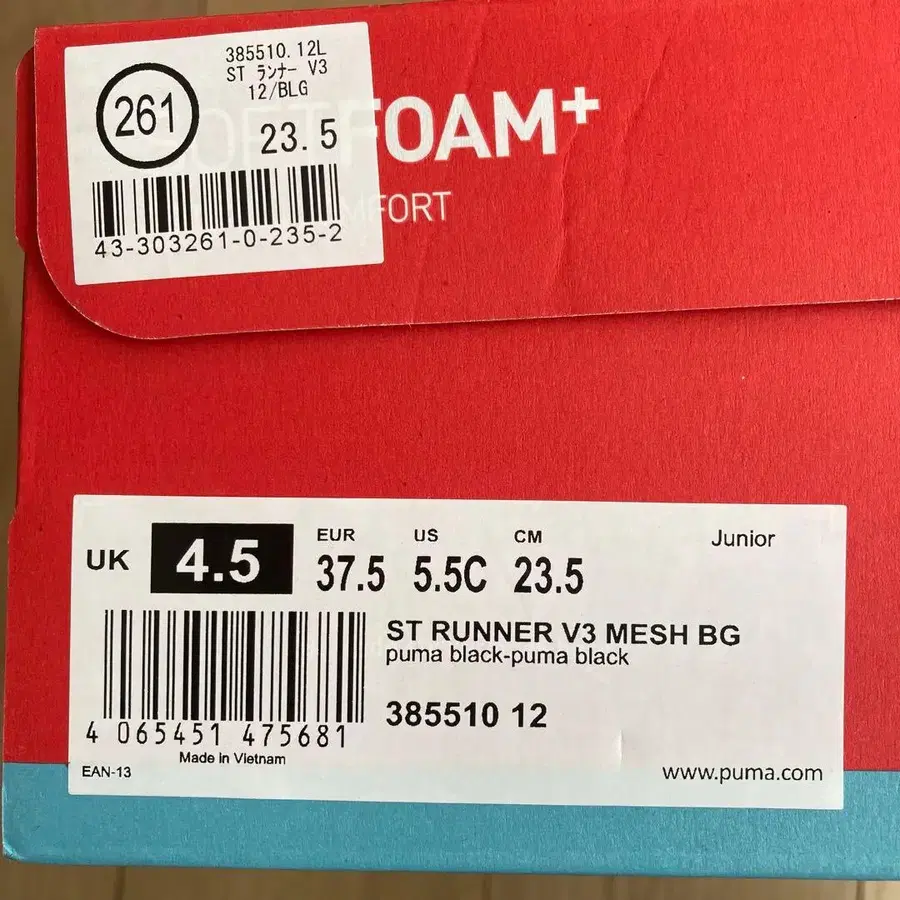 385510.12L
ST ランナー V3
12/BLG
261
23.5
43-303261-0-235-2
SOFTFOAM+
COMFORT
UK 4.5
EUR 37.5
US 5.5C
CM 23.5
Junior
ST RUNNER V3 MESH BG
puma black-puma black
385510 12
4 065451 475681
Made in Vietnam
EAN-13
www.puma.com